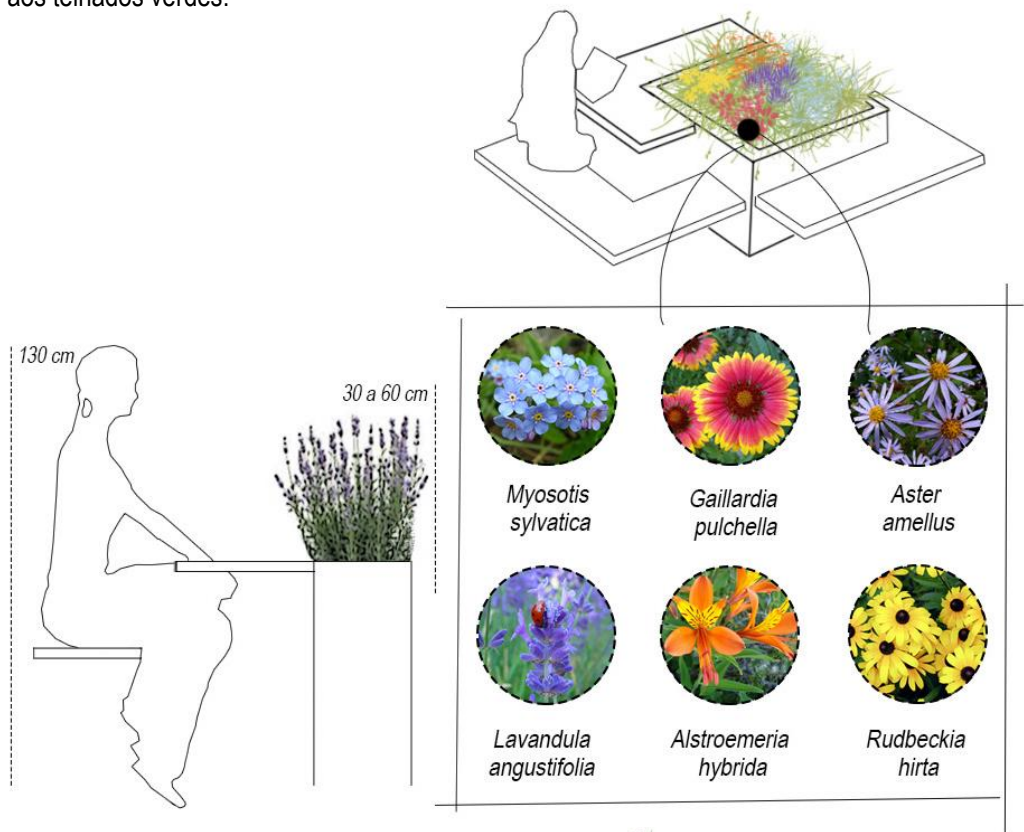 aos telhados verdes.
130 cm
30 a 60 cm
Myosotis
sylvatica
Gaillardia
pulchella
Aster
amellus
Lavandula
angustifolia
Alstroemeria
hybrida
Rudbeckia
hirta